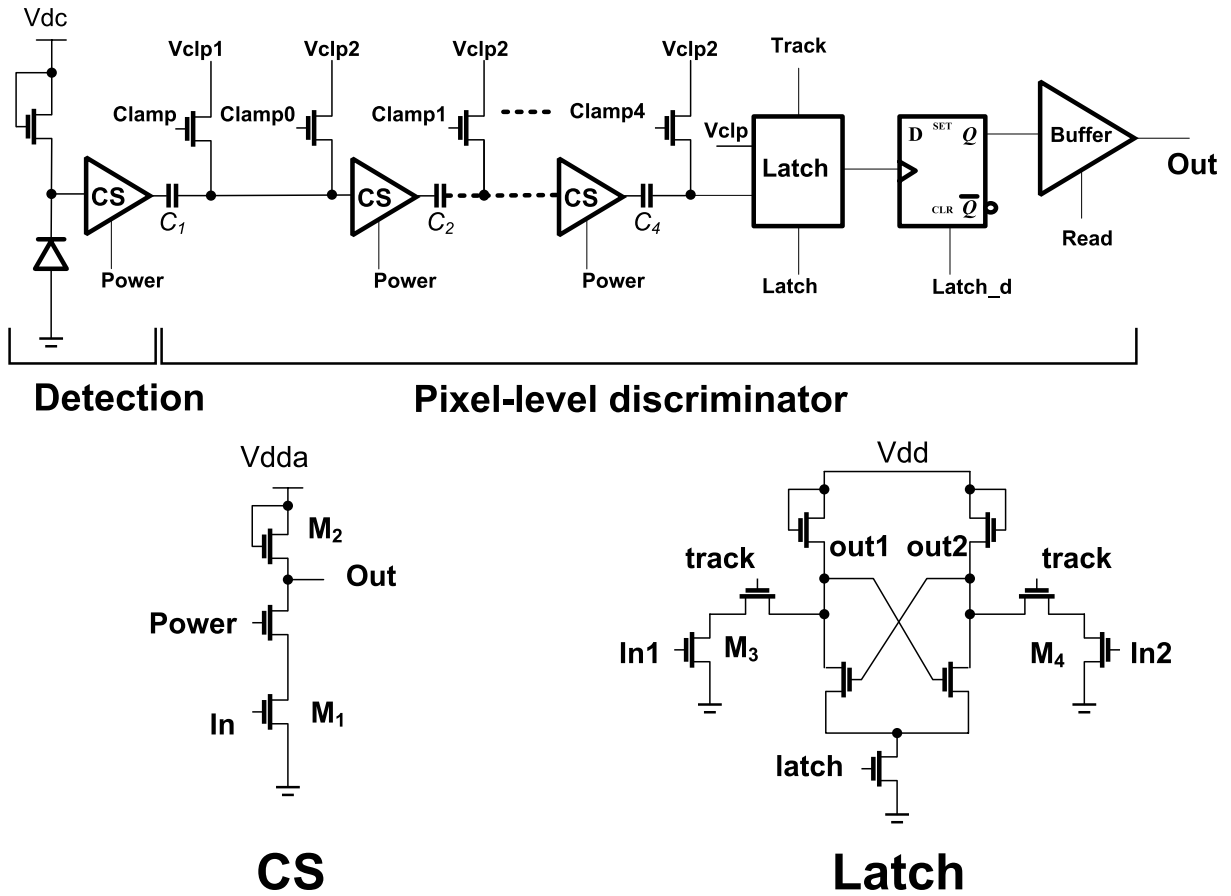 Vdc
Vclp1
Vclp2
Vclp2
Vclp2
Track
Clamp
Clamp0
Clamp1
Clamp4
Vclp
Latch
D
SET
Q
CLR
Q
Buffer
Out
CS
C1
CS
C2
CS
C4
Power
Power
Power
Latch
Latch_d
Read
Detection
Pixel-level discriminator
Vdda
M2
Out
Power
In
M1
CS
Vdd
out1
out2
track
track
In1
M3
M4
In2
latch
Latch